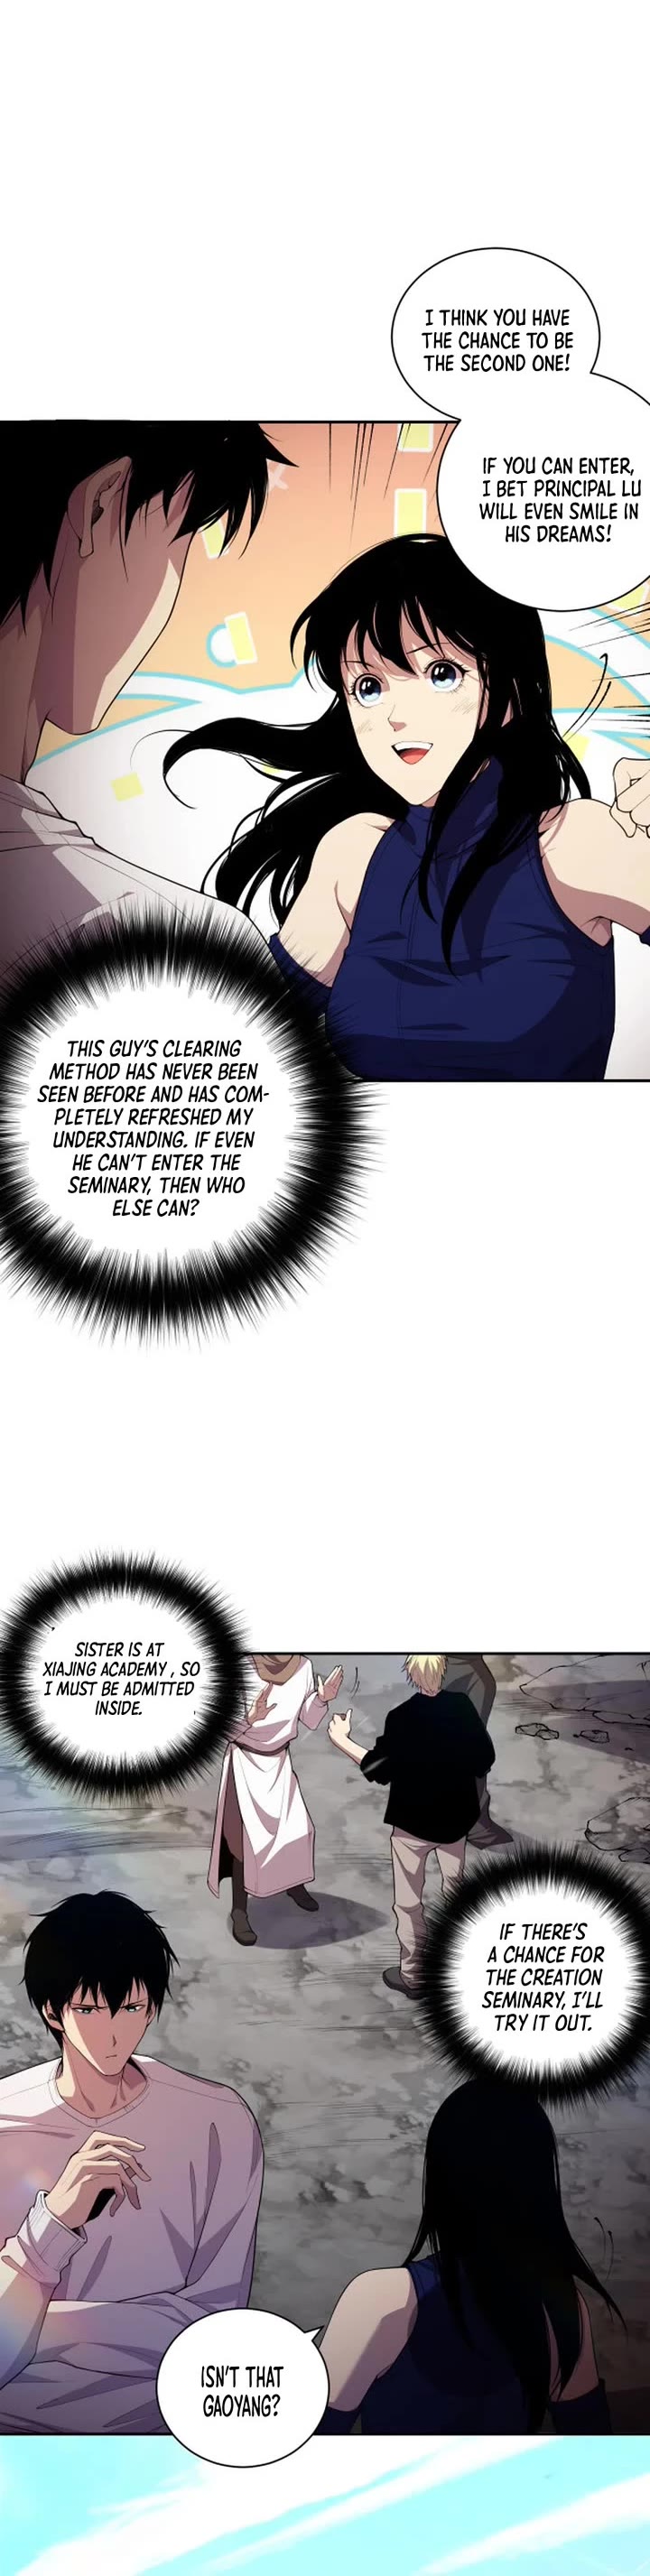 I THINK YOU HAVE
THE CHANCE TO BE
THE SECOND ONE!
IF YOU CAN ENTER,
I BET PRINCIPAL LU
WILL EVEN SMILE IN
HIS DREAMS!
THIS GUY'S CLEARING
METHOD HAS NEVER BEEN
SEEN BEFORE AND HAS COM-
PLETELY REFRESHED MY
UNDERSTANDING. IF EVEN
HE CAN'T ENTER THE
SEMINARY, THEN WHO
ELSE CAN?
SISTER IS AT
XIAJING ACADEMY , SO
I MUST BE ADMITTED
INSIDE.
IF THERE'S
A CHANCE FOR
THE CREATION
SEMINARY, I'LL
TRY IT OUT.
ISN'T THAT
GAOYANG?